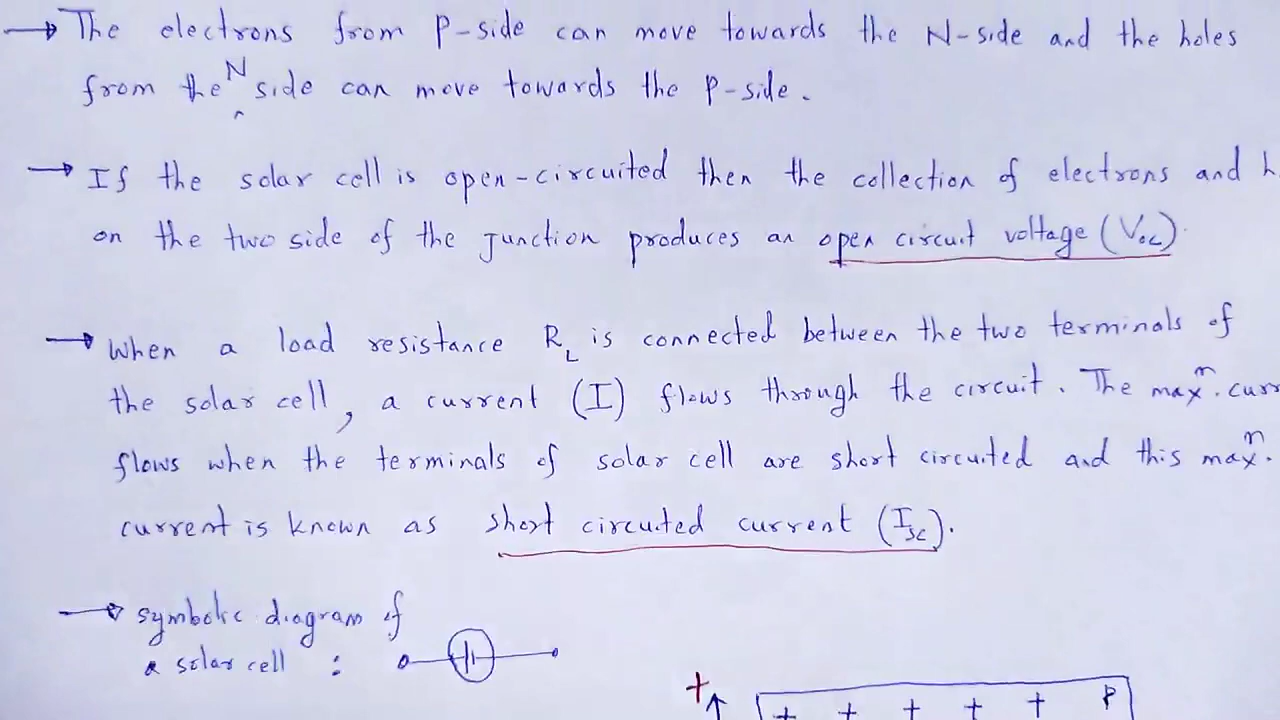 → The electrons from P-side can move towards the N-side and the holes
from the N side can move towards the P-side.
→ If the solar cell is open-circuited then the collection of electrons and h
on the two side of the junction produces an open circuit voltage (Voc)
→ When a load resistance RL is connected between the two terminals of
the solar cell, a current (I) flows through the circuit. The maxm. curr
flows when the terminals of solar cell are short circuited and this maxm.
current is known as short circuited current (Isc).
→ symbolic diagram of
a solar cell :
+ ↑
+ + + + + P